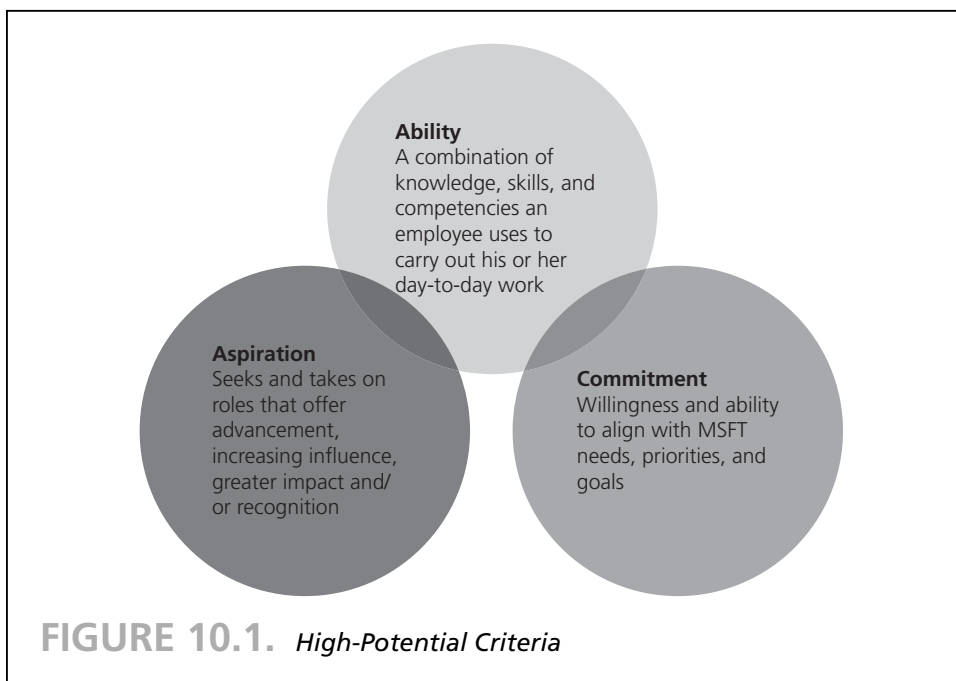 Ability
A combination of
knowledge, skills, and
competencies an
employee uses to
carry out his or her
day-to-day work
Aspiration
Seeks and takes on
roles that offer
advancement,
increasing influence,
greater impact and/
or recognition
Commitment
Willingness and ability
to align with MSFT
needs, priorities, and
goals
FIGURE 10.1. High-Potential Criteria